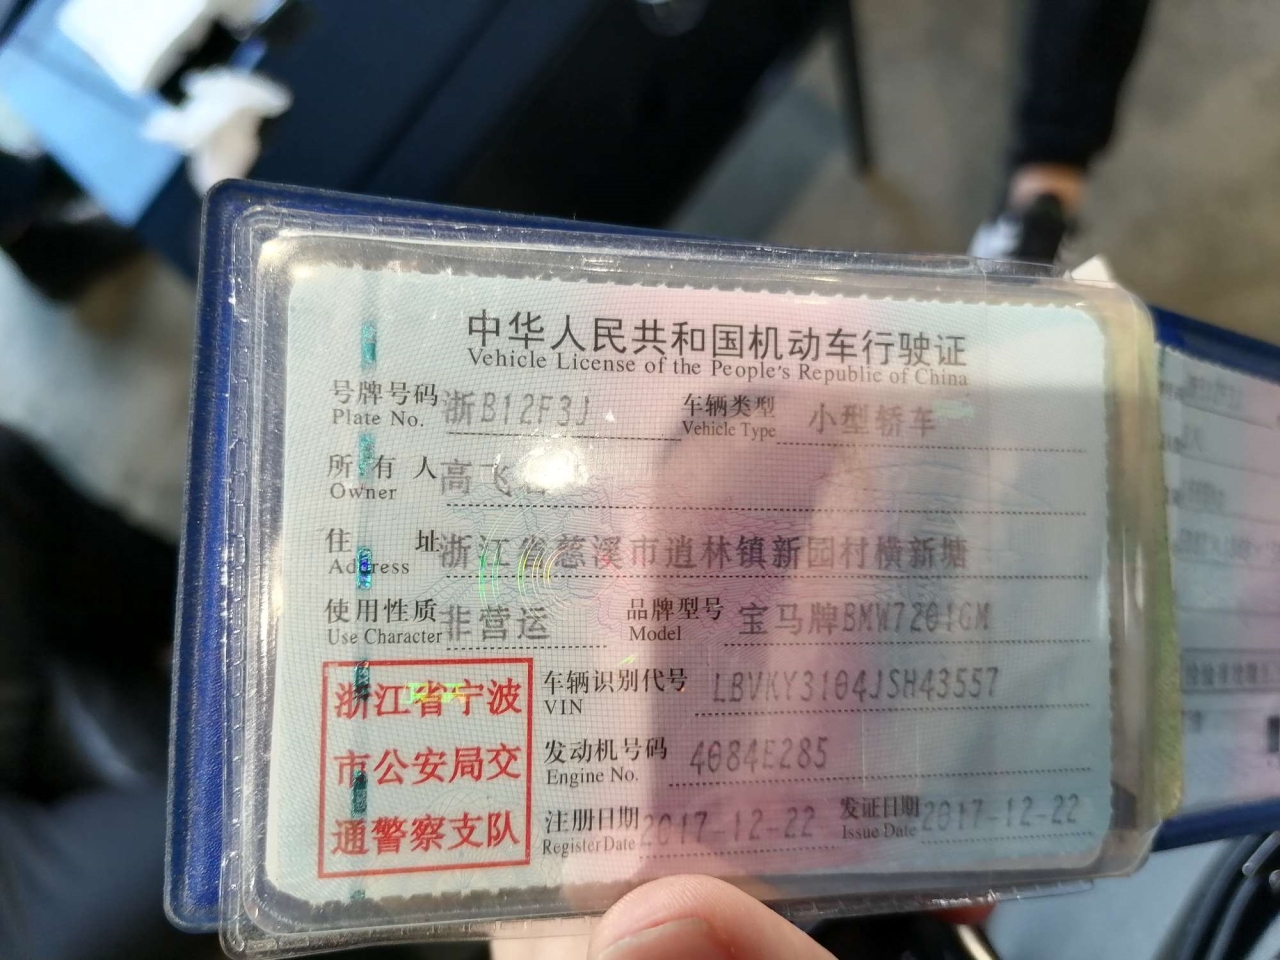 中华人民共和国机动车行驶证
Vehicle License of the People's Republic of China
号牌号码 浙B12F3J 车辆类型 小型轿车
Plate No. Vehicle Type
所有人 高飞
Owner
住址 浙江省慈溪市逍林镇新园村横新塘
Address
使用性质 非营运 品牌型号 宝马牌BMW7201GM
Use Character Model
浙江省宁波
市公安局交
通警察支队
车辆识别代号 LBVKY3104JSH43557
VIN
发动机号码 4084E285
Engine No.
注册日期 2017-12-22 发证日期 2017-12-22
Register Date Issue Date